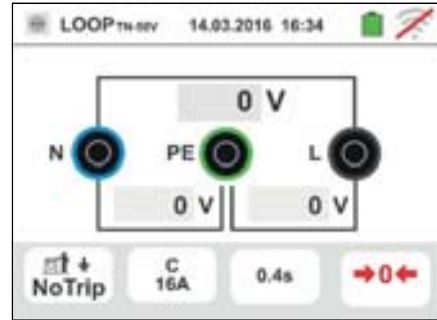 LOOP TN-50V 14.03.2016 16:34
0 V
N PE L
0 V 0 V
NoTrip C 16A 0.4s →0←